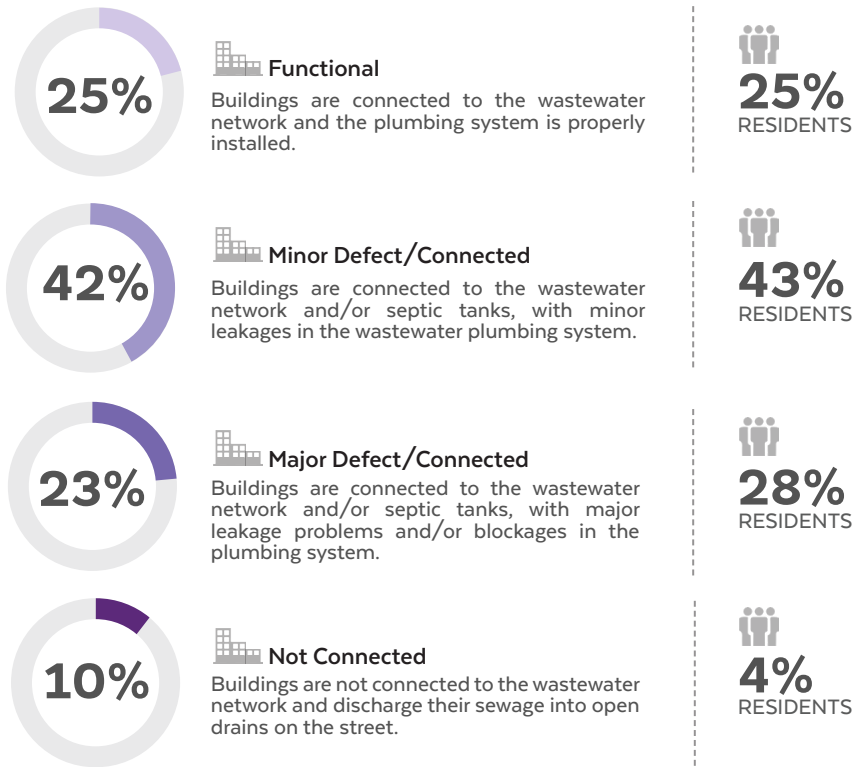 25%
Functional
Buildings are connected to the wastewater
network and the plumbing system is properly
installed.
25%
RESIDENTS
42%
Minor Defect/Connected
Buildings are connected to the wastewater
network and/or septic tanks, with minor
leakages in the wastewater plumbing system.
43%
RESIDENTS
23%
Major Defect/Connected
Buildings are connected to the wastewater
network and/or septic tanks, with major
leakage problems and/or blockages in the
plumbing system.
28%
RESIDENTS
10%
Not Connected
Buildings are not connected to the wastewater
network and discharge their sewage into open
drains on the street.
4%
RESIDENTS